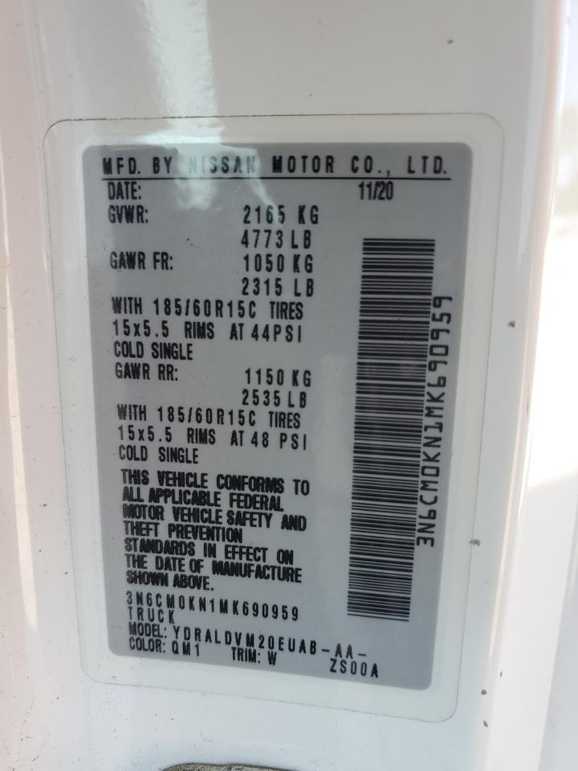 MFD. BY NISSAN MOTOR CO., LTD.
DATE: 11/20
GVWR: 2165 KG
4773 LB
GAWR FR: 1050 KG
2315 LB
WITH 185/60R15C TIRES
15x5.5 RIMS AT 44PSI
COLD SINGLE
GAWR RR: 1150 KG
2535 LB
WITH 185/60R15C TIRES
15x5.5 RIMS AT 48 PSI
COLD SINGLE
THIS VEHICLE CONFORMS TO
ALL APPLICABLE FEDERAL
MOTOR VEHICLE SAFETY AND
THEFT PREVENTION
STANDARDS IN EFFECT ON
THE DATE OF MANUFACTURE
SHOWN ABOVE.
3N6CM0KN1MK690959
TRUCK
MODEL: YDRALDVM20EUAB-AA-
COLOR: QM1 TRIM: W ZS00A
3N6CM0KN1MK690959